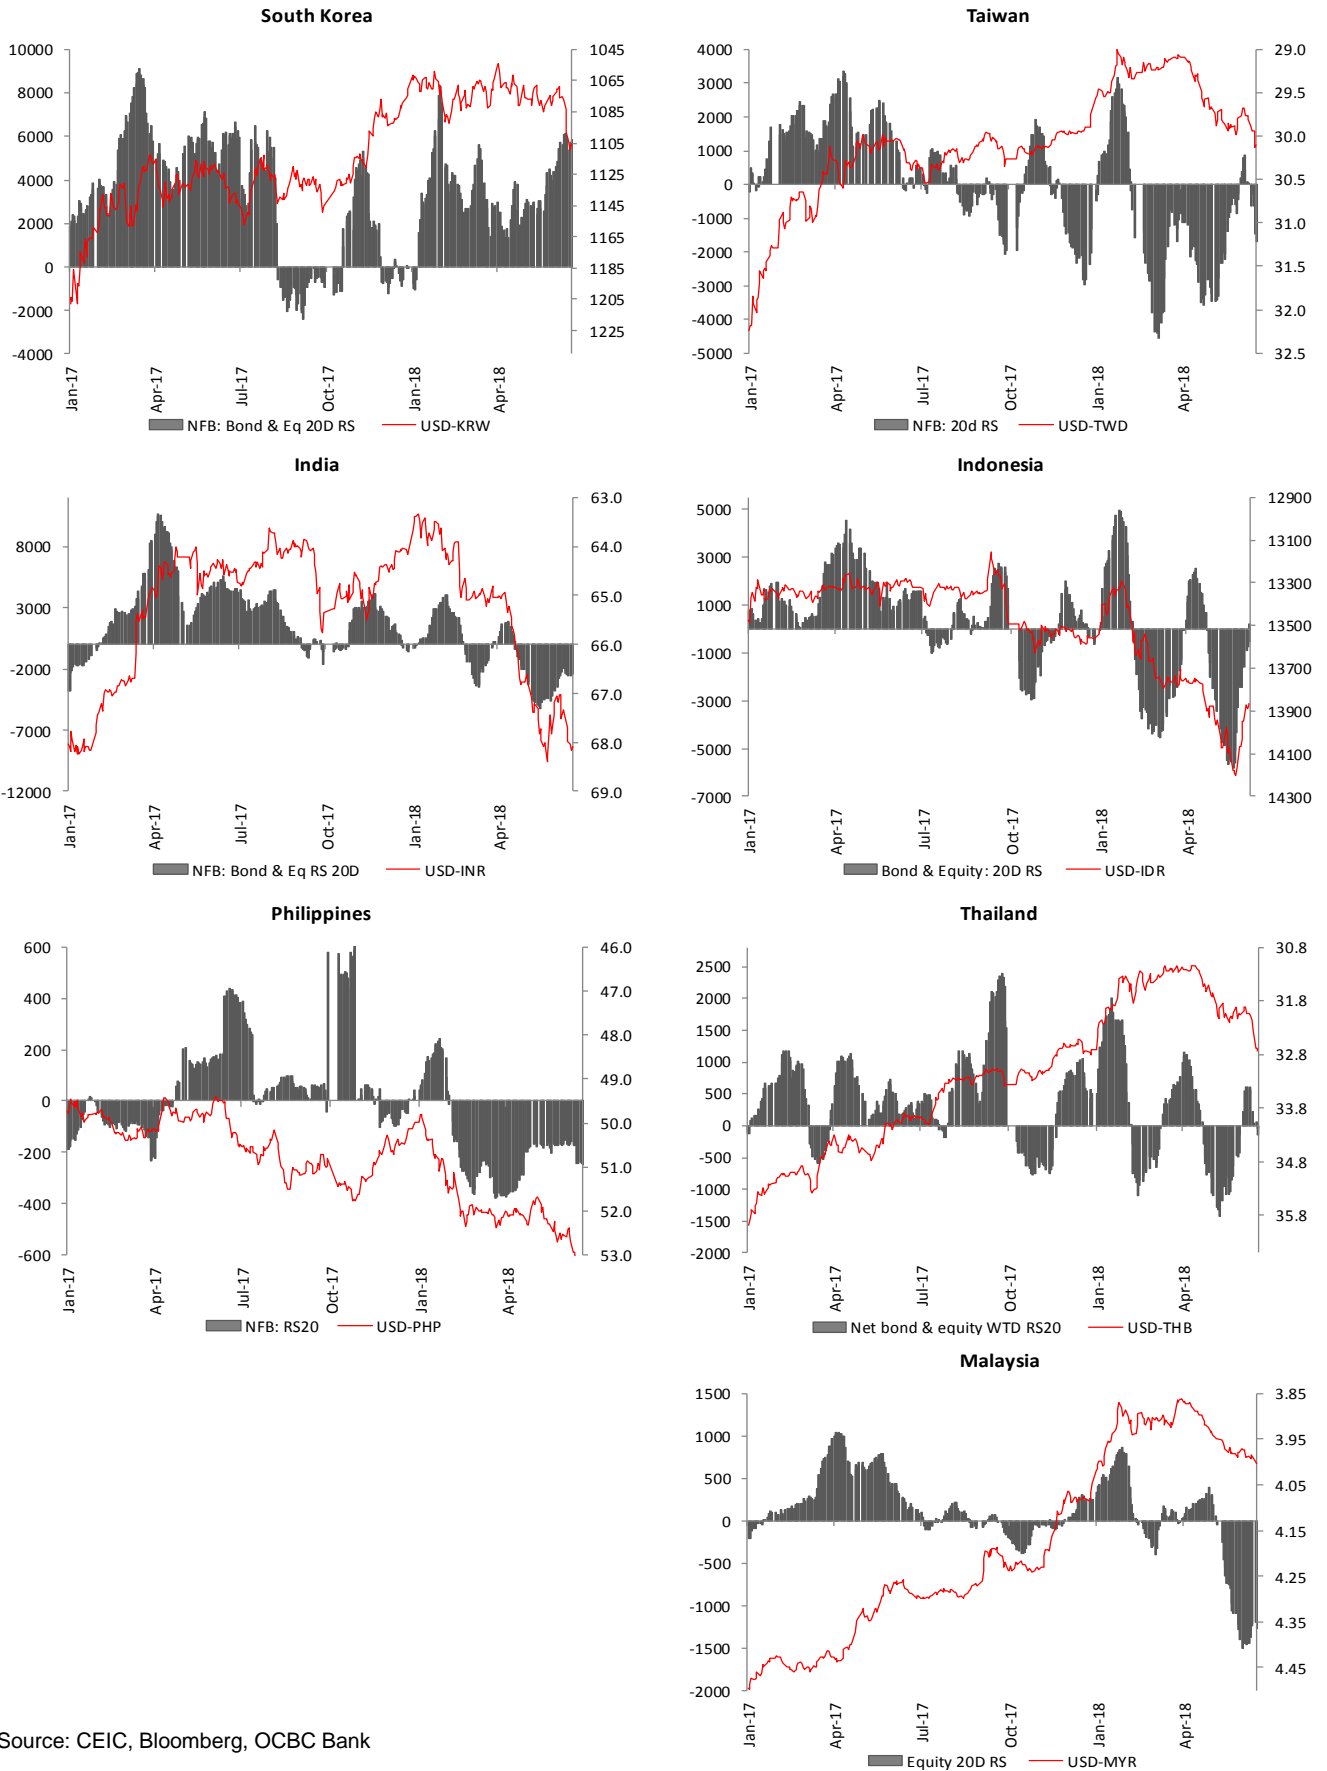 South Korea
10000
8000
6000
4000
2000
0
-2000
-4000
1045
1065
1085
1105
1125
1145
1165
1185
1205
1225
Jan-17
Apr-17
Jul-17
Oct-17
Jan-18
Apr-18
NFB: Bond & Eq 20D RS
USD-KRW
Taiwan
4000
3000
2000
1000
0
-1000
-2000
-3000
-4000
-5000
29.0
29.5
30.0
30.5
31.0
31.5
32.0
32.5
Jan-17
Apr-17
Jul-17
Oct-17
Jan-18
Apr-18
NFB: 20d RS
USD-TWD
India
8000
3000
-2000
-7000
-12000
63.0
64.0
65.0
66.0
67.0
68.0
69.0
Jan-17
Apr-17
Jul-17
Oct-17
Jan-18
Apr-18
NFB: Bond & Eq RS 20D
USD-INR
Indonesia
5000
3000
1000
-1000
-3000
-5000
-7000
12900
13100
13300
13500
13700
13900
14100
14300
Jan-17
Apr-17
Jul-17
Oct-17
Jan-18
Apr-18
Bond & Equity: 20D RS
USD-IDR
Philippines
600
400
200
0
-200
-400
-600
46.0
47.0
48.0
49.0
50.0
51.0
52.0
53.0
Jan-17
Apr-17
Jul-17
Oct-17
Jan-18
Apr-18
NFB: RS20
USD-PHP
Thailand
2500
2000
1500
1000
500
0
-500
-1000
-1500
-2000
30.8
31.8
32.8
33.8
34.8
35.8
Jan-17
Apr-17
Jul-17
Oct-17
Jan-18
Apr-18
Net bond & equity WTD RS20
USD-THB
Malaysia
1500
1000
500
0
-500
-1000
-1500
-2000
3.85
3.95
4.05
4.15
4.25
4.35
4.45
Jan-17
Apr-17
Jul-17
Oct-17
Jan-18
Apr-18
Equity 20D RS
USD-MYR
Source: CEIC, Bloomberg, OCBC Bank